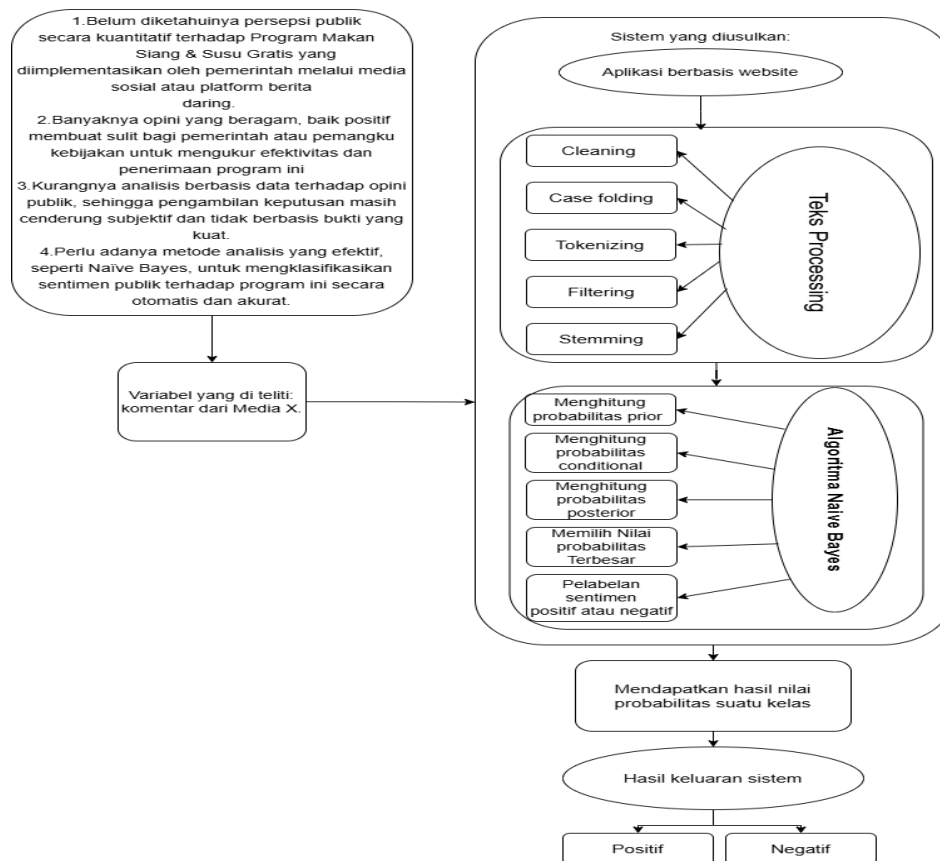 1.Belum diketahuinya persepsi publik
secara kuantitatif terhadap Program Makan
Siang & Susu Gratis yang
diimplementasikan oleh pemerintah melalui media
sosial atau platform berita
daring.
2.Banyaknya opini yang beragam, baik positif
membuat sulit bagi pemerintah atau pemangku
kebijakan untuk mengukur efektivitas dan
penerimaan program ini
3.Kurangnya analisis berbasis data terhadap opini
publik, sehingga pengambilan keputusan masih
cenderung subjektif dan tidak berbasis bukti yang
kuat.
4.Perlu adanya metode analisis yang efektif,
seperti Naïve Bayes, untuk mengklasifikasikan
sentimen publik terhadap program ini secara
otomatis dan akurat.
Variabel yang di teliti:
komentar dari Media X.
Sistem yang diusulkan:
Aplikasi berbasis website
Cleaning
Case folding
Tokenizing
Filtering
Stemming
Teks Processing
Menghitung
probabilitas prior
Menghitung
probabilitas
conditional
Menghitung
probabilitas
posterior
Memilih Nilai
probabilitas
Terbesar
Pelabelan
sentimen
positif atau negatif
Algoritma Naive Bayes
Mendapatkan hasil nilai
probabilitas suatu kelas
Hasil keluaran sistem
Positif
Negatif